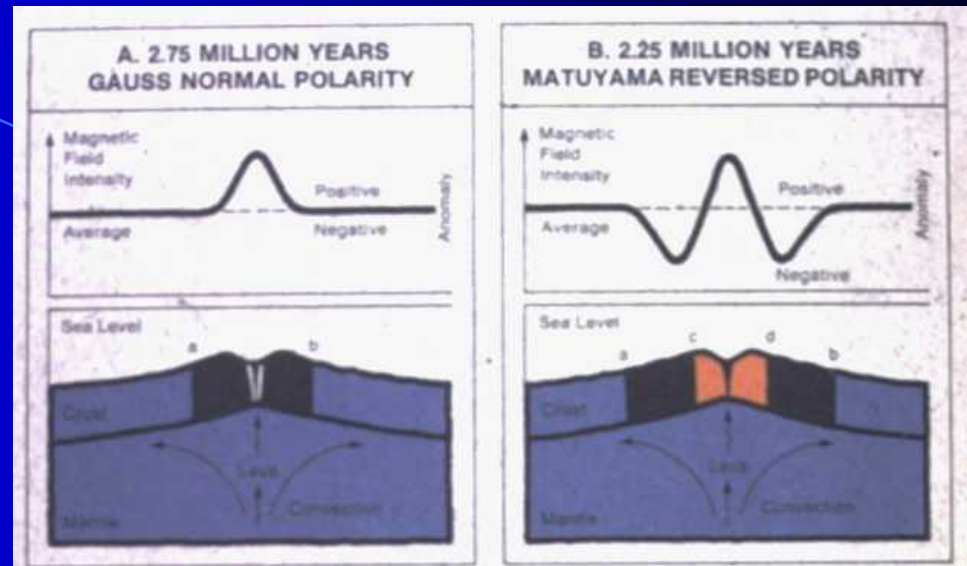 A. 2.75 MILLION YEARS
GAUSS NORMAL POLARITY
Magnetic
Field
Intensity
Positive
Average
Negative
Anomaly
Sea Level
a
b
Crust
Lava
Convection
Mantle
B. 2.25 MILLION YEARS
MATUYAMA REVERSED POLARITY
Magnetic
Field
Intensity
Positive
Average
Negative
Anomaly
Sea Level
a
c
d
b
Crust
Lava
Convection
Mantle